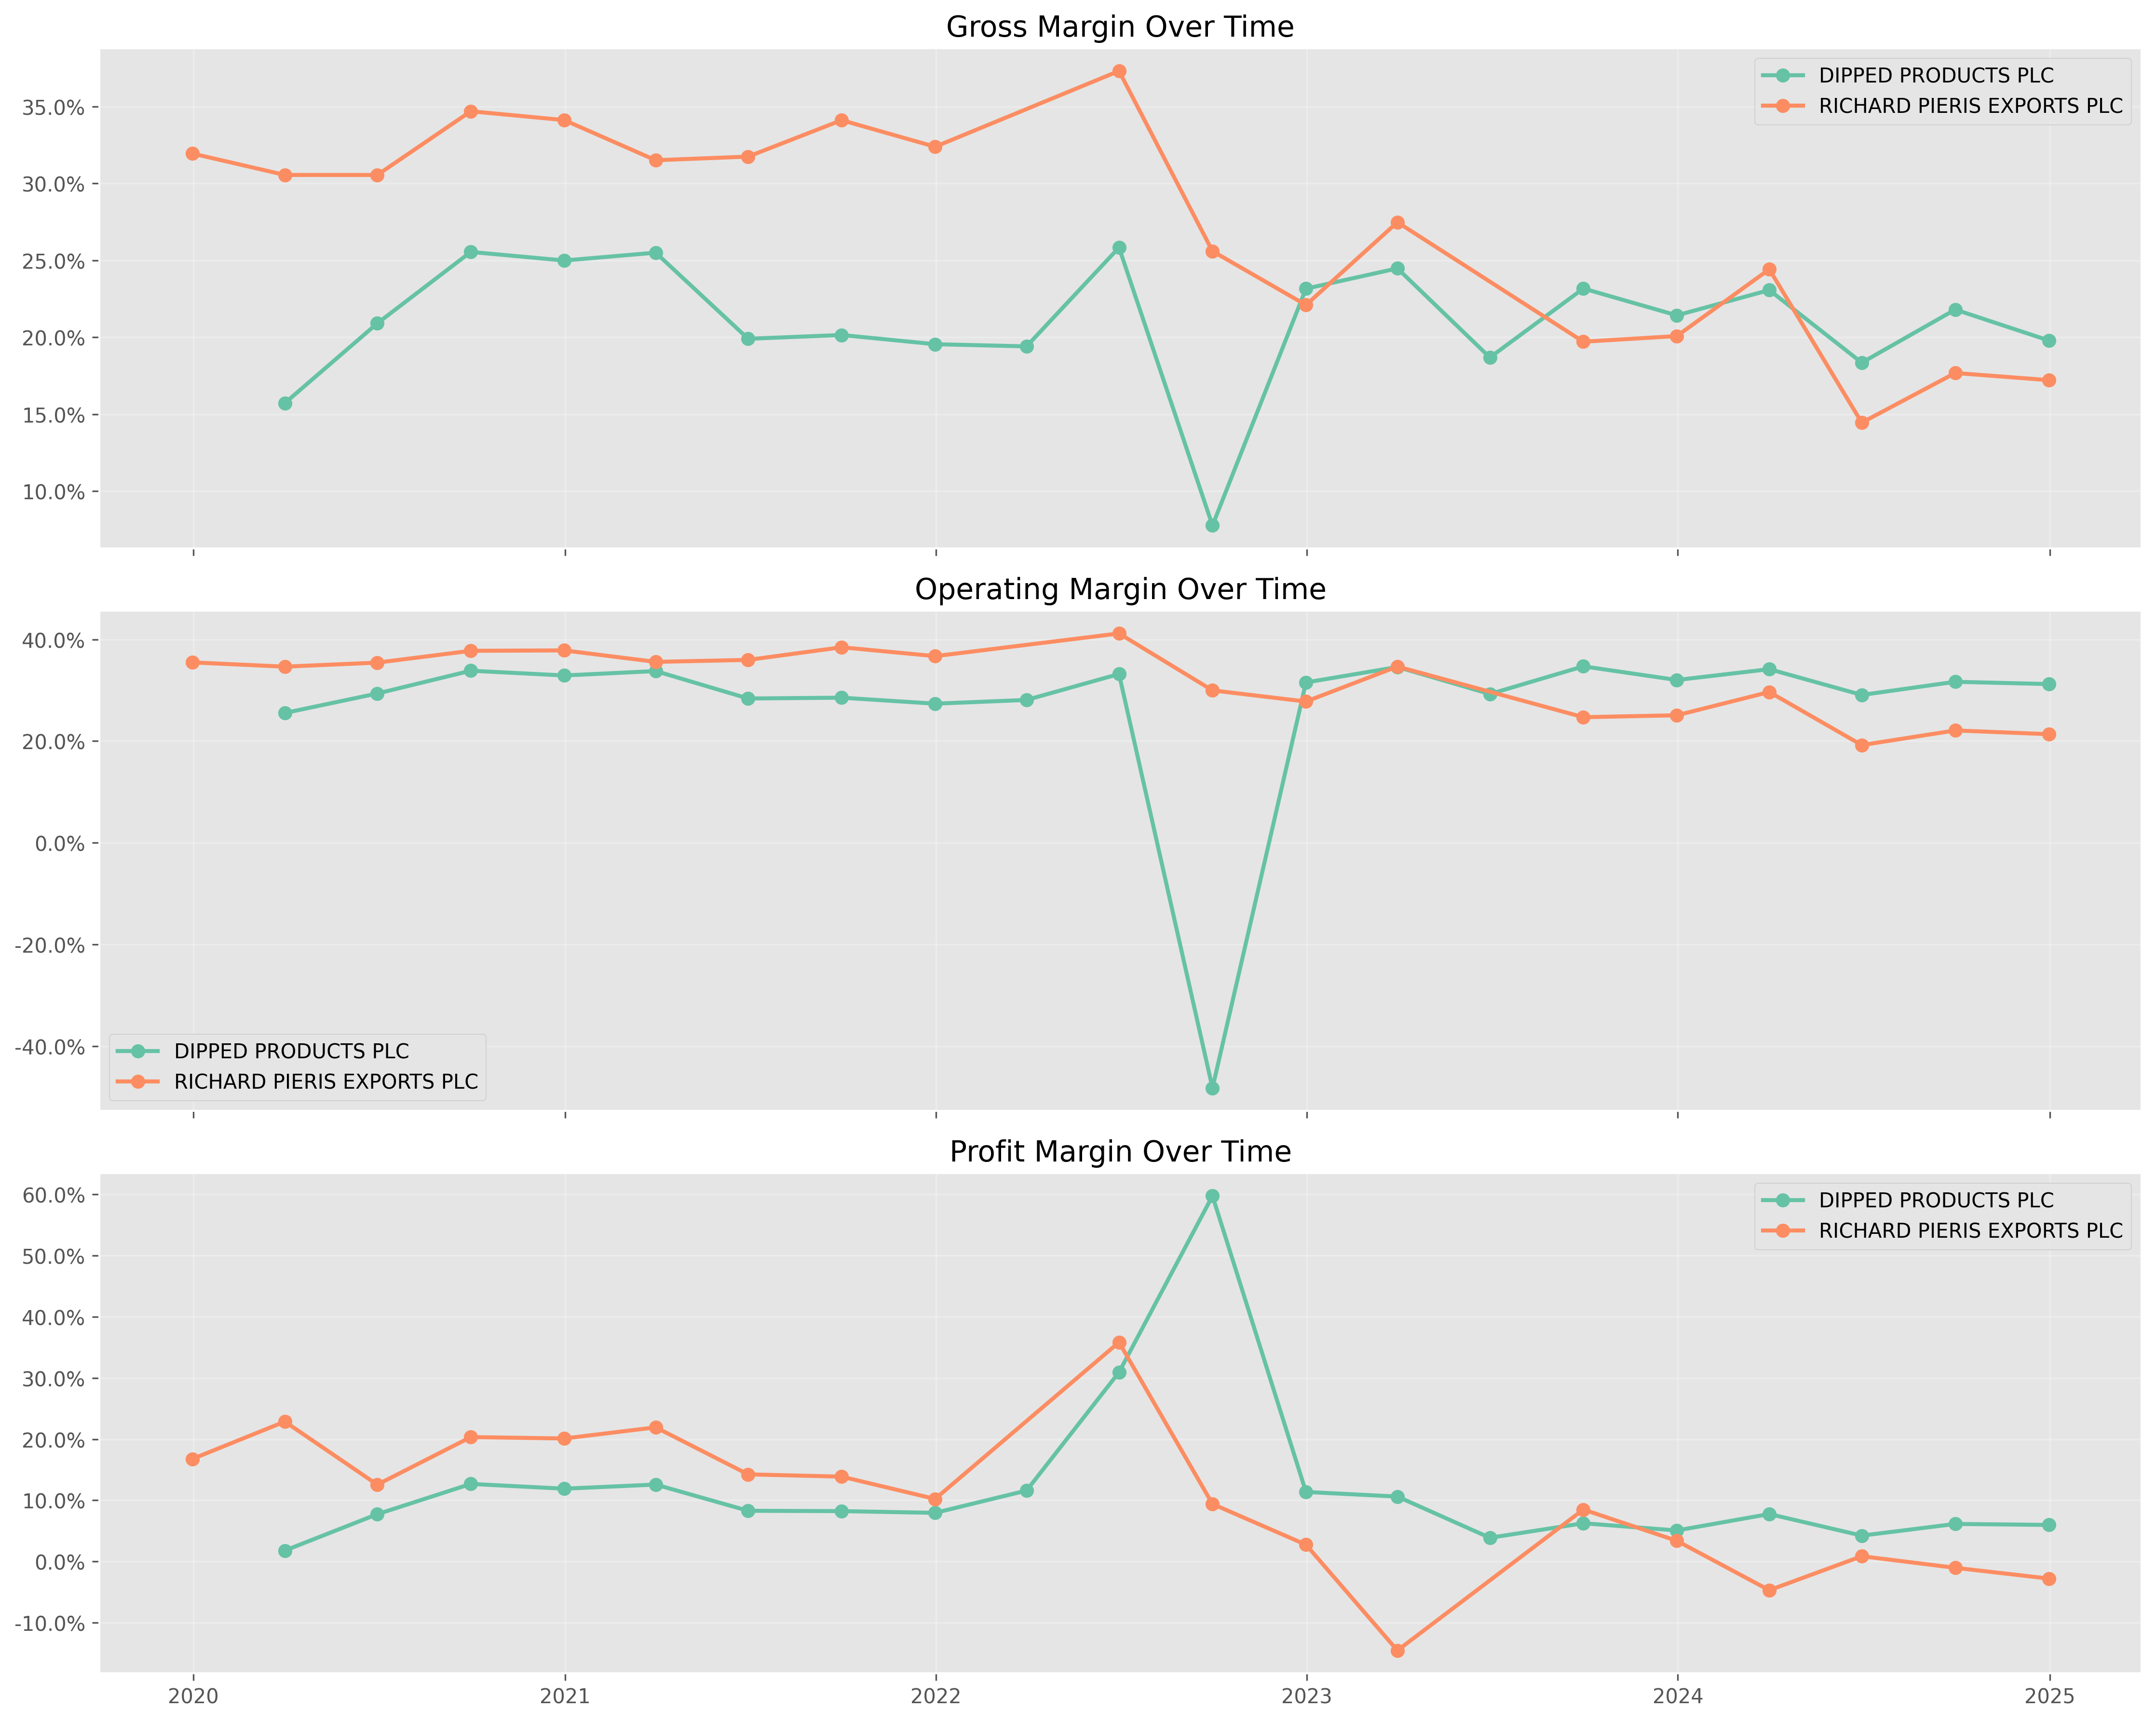 Gross Margin Over Time
DIPPED PRODUCTS PLC
RICHARD PIERIS EXPORTS PLC
35.0%
30.0%
25.0%
20.0%
15.0%
10.0%
Operating Margin Over Time
40.0%
20.0%
0.0%
-20.0%
-40.0%
DIPPED PRODUCTS PLC
RICHARD PIERIS EXPORTS PLC
Profit Margin Over Time
DIPPED PRODUCTS PLC
RICHARD PIERIS EXPORTS PLC
60.0%
50.0%
40.0%
30.0%
20.0%
10.0%
0.0%
-10.0%
2020 2021 2022 2023 2024 2025